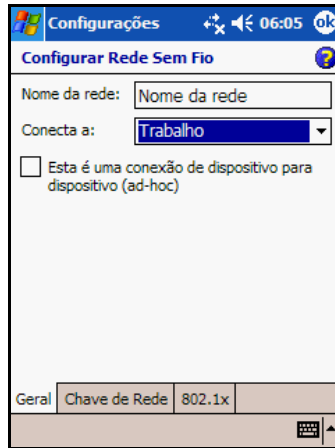 Configurações 06:05 ok
Configurar Rede Sem Fio ?
Nome da rede: Nome da rede
Conecta a: Trabalho
Esta é uma conexão de dispositivo para
dispositivo (ad-hoc)
Geral Chave de Rede 802.1x